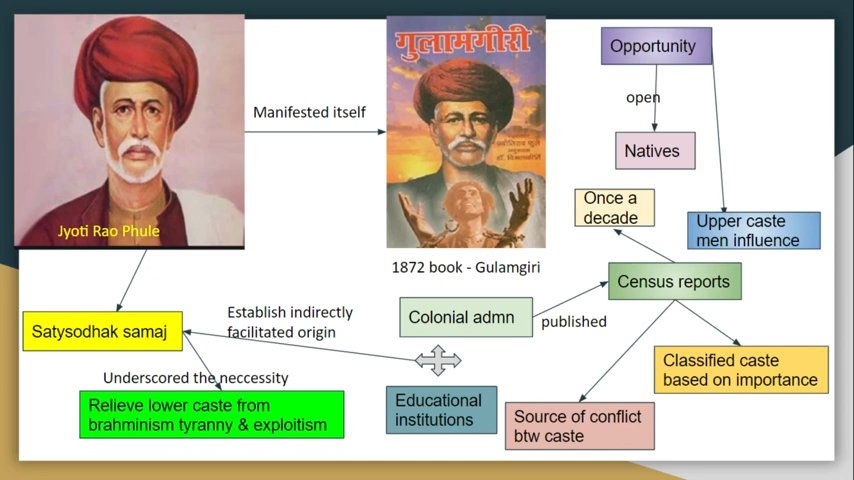 Jyoti Rao Phule
Manifested itself
गुलामगीरी
1872 book - Gulamgiri
Opportunity
open
Natives
Upper caste
men influence
Once a
decade
Census reports
Colonial admn
published
Classified caste
based on importance
Source of conflict
btw caste
Educational
institutions
Establish indirectly
facilitated origin
Satysodhak samaj
Underscored the neccessity
Relieve lower caste from
brahminism tyranny & exploitism